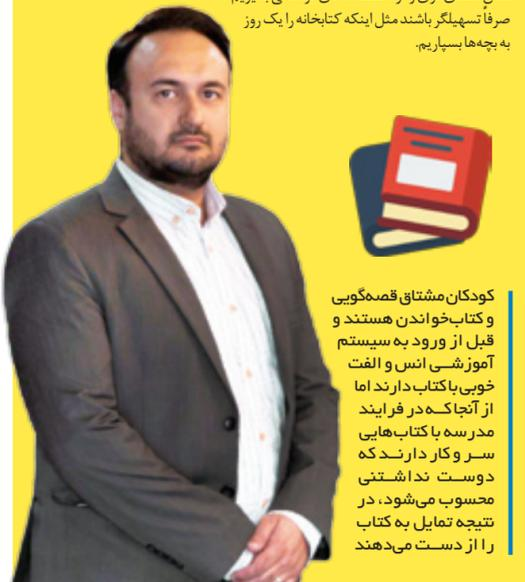 صرفاً تسهیلگر باشند مثل اینکه کتابخانه را یک روز
به بچه‌ها بسپاریم.
کودکان مشتاق قصه‌گویی
و کتاب‌خواندن هستند و
قبل از ورود به سیستم
آموزشی انس و الفت
خوبی با کتاب دارند اما
از آنجا که در فرایند
مدرسه با کتاب‌هایی
سر و کار دارند که
دوست نداشتنی
محسوب می‌شود، در
نتیجه تمایل به کتاب
را از دست می‌دهند